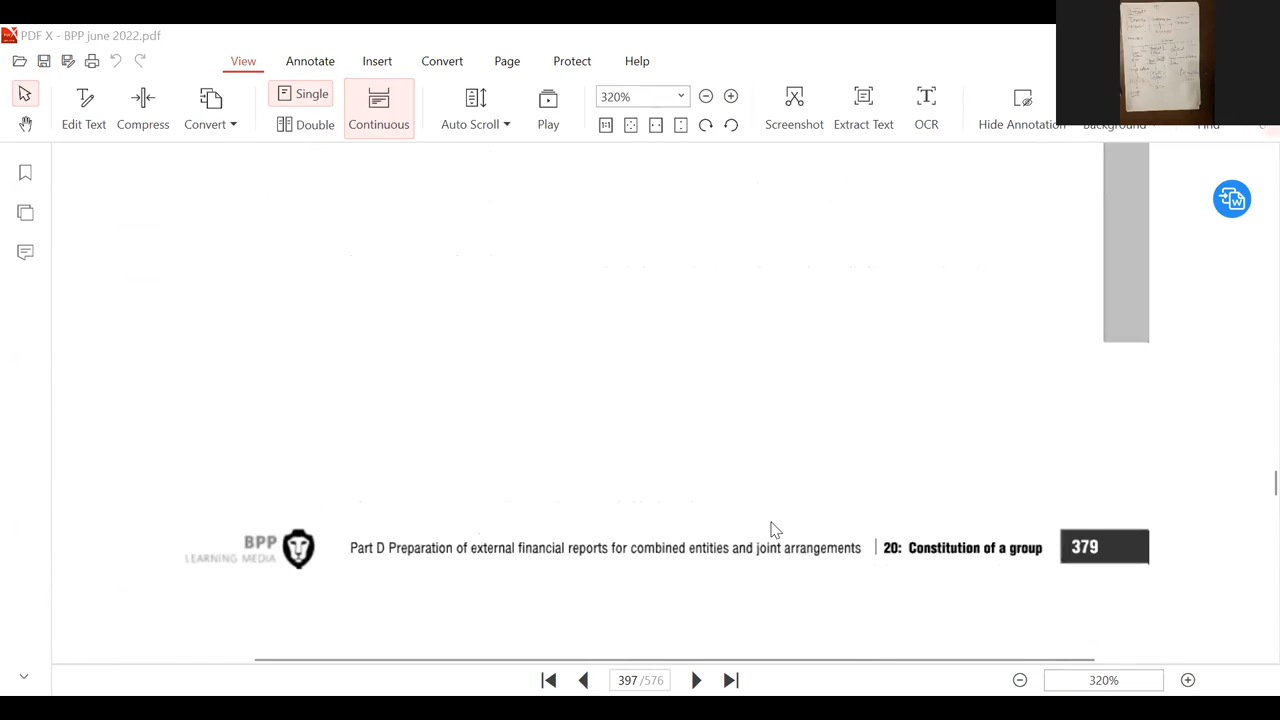 PDF X - BPP june 2022.pdf
View Annotate Insert Convert Page Protect Help
Single
Double
Continuous
320%
Edit Text Compress Convert Auto Scroll Play Screenshot Extract Text OCR Hide Annotation Background Find
BPP
LEARNING MEDIA
Part D Preparation of external financial reports for combined entities and joint arrangements | 20: Constitution of a group 379
397 /576
320%